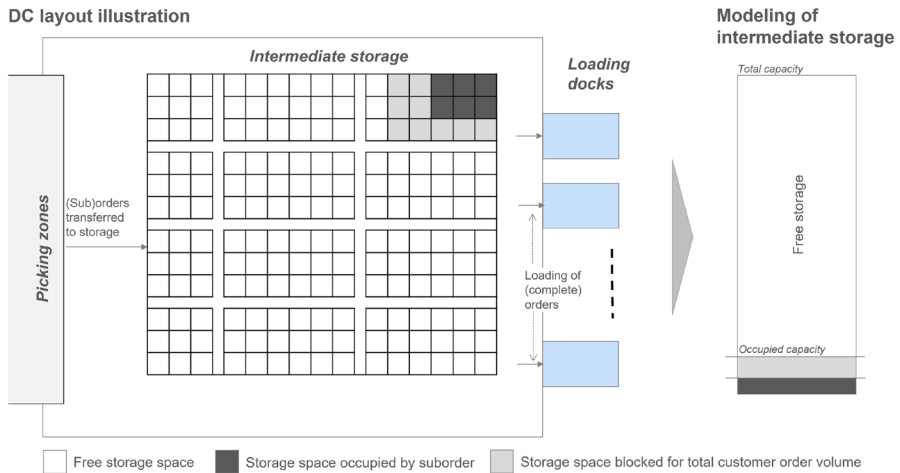 DC layout illustration
Modeling of
intermediate storage
Intermediate storage
Loading
docks
Total capacity
Picking zones
(Sub)orders
transferred
to storage
Loading of
(complete)
orders
Free storage
Occupied capacity
Free storage space
Storage space occupied by suborder
Storage space blocked for total customer order volume